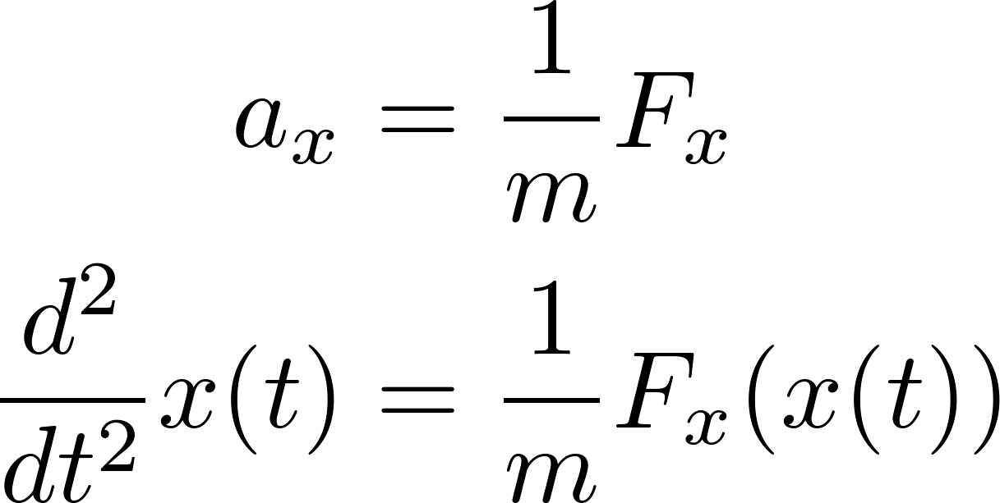 a_x = \frac{1}{m} F_x
\frac{d^2}{dt^2} x(t) = \frac{1}{m} F_x(x(t))